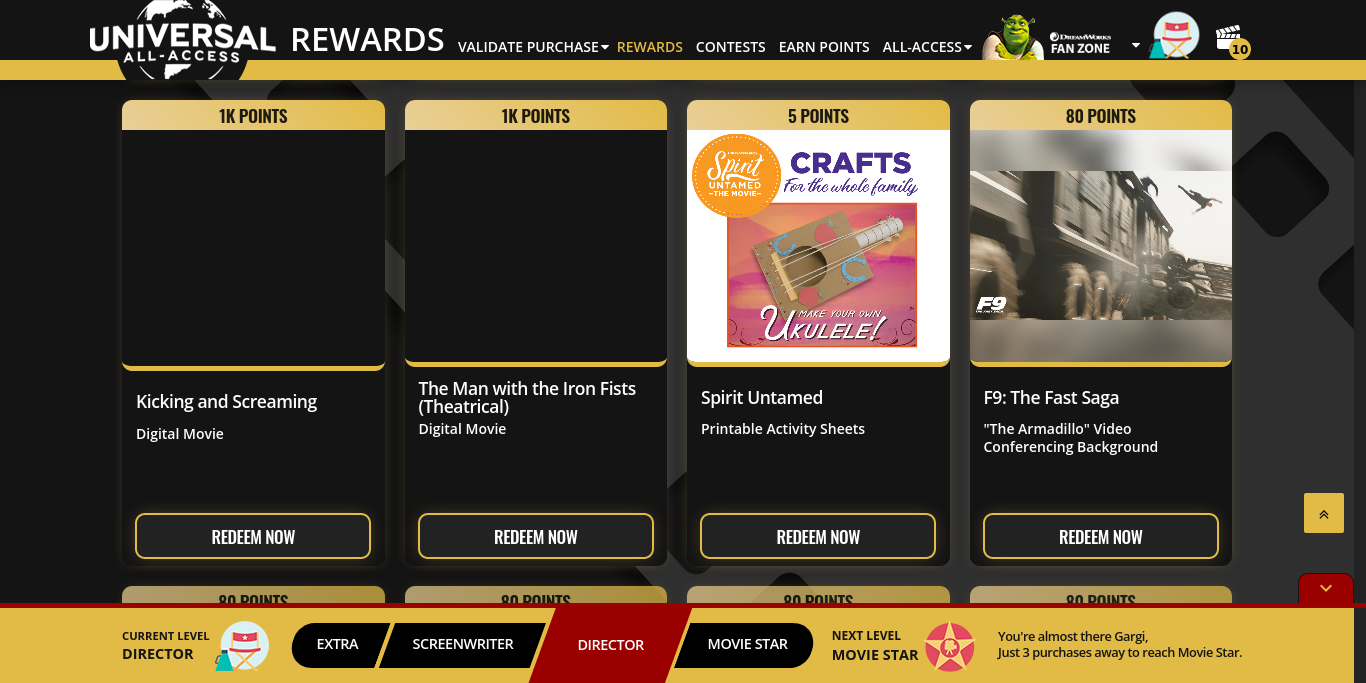 UNIVERSAL
ALL-ACCESS
REWARDS
VALIDATE PURCHASE
REWARDS
CONTESTS
EARN POINTS
ALL-ACCESS
DREAMWORKS
FAN ZONE
10
1K POINTS
Kicking and Screaming
Digital Movie
REDEEM NOW
1K POINTS
The Man with the Iron Fists
(Theatrical)
Digital Movie
REDEEM NOW
5 POINTS
Spirit
UNTAMED
THE MOVIE
CRAFTS
For the whole family
MAKE YOUR OWN
UKULELE!
Spirit Untamed
Printable Activity Sheets
REDEEM NOW
80 POINTS
F9
F9: The Fast Saga
"The Armadillo" Video
Conferencing Background
REDEEM NOW
80 POINTS
80 POINTS
80 POINTS
80 POINTS
CURRENT LEVEL
DIRECTOR
EXTRA
SCREENWRITER
DIRECTOR
MOVIE STAR
NEXT LEVEL
MOVIE STAR
You're almost there Gargi,
Just 3 purchases away to reach Movie Star.